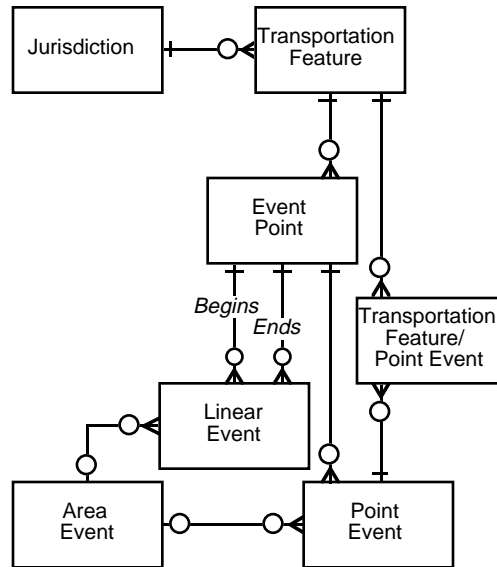 Jurisdiction
Transportation
Feature
Event
Point
Begins
Ends
Transportation
Feature/
Point Event
Linear
Event
Area
Event
Point
Event